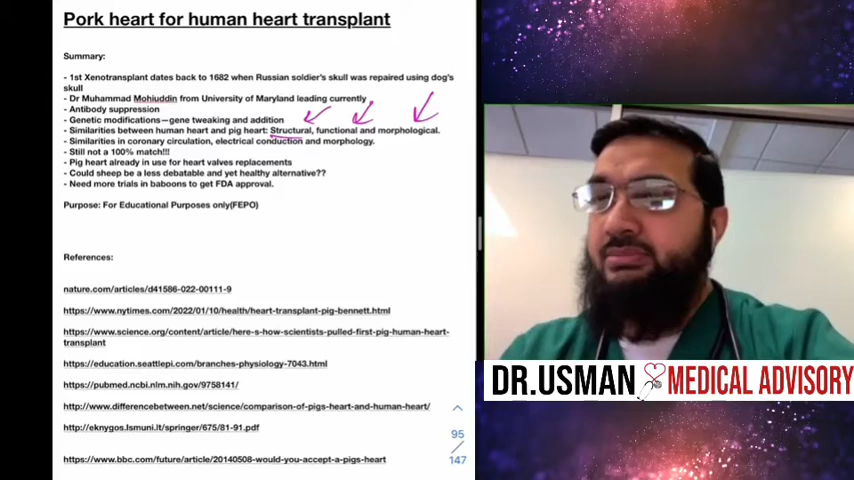 Pork heart for human heart transplant
Summary:
- 1st Xenotransplant dates back to 1682 when Russian soldier's skull was repaired using dog's
skull
- Dr Muhammad Mohiuddin from University of Maryland leading currently
- Antibody suppression
- Genetic modifications—gene tweaking and addition
- Similarities between human heart and pig heart: Structural, functional and morphological.
- Similarities in coronary circulation, electrical conduction and morphology.
- Still not a 100% match!!!
- Pig heart already in use for heart valves replacements
- Could sheep be a less debatable and yet healthy alternative??
- Need more trials in baboons to get FDA approval.
Purpose: For Educational Purposes only(FEPO)
References:
nature.com/articles/d41586-022-00111-9
https://www.nytimes.com/2022/01/10/health/heart-transplant-pig-bennett.html
https://www.science.org/content/article/here-s-how-scientists-pulled-first-pig-human-heart-
transplant
https://education.seattlepi.com/branches-physiology-7043.html
https://pubmed.ncbi.nlm.nih.gov/9758141/
http://www.differencebetween.net/science/comparison-of-pigs-heart-and-human-heart/
http://eknygos.lsmuni.lt/springer/675/81-91.pdf
https://www.bbc.com/future/article/20140508-would-you-accept-a-pigs-heart
95
147
DR.USMAN MEDICAL ADVISORY